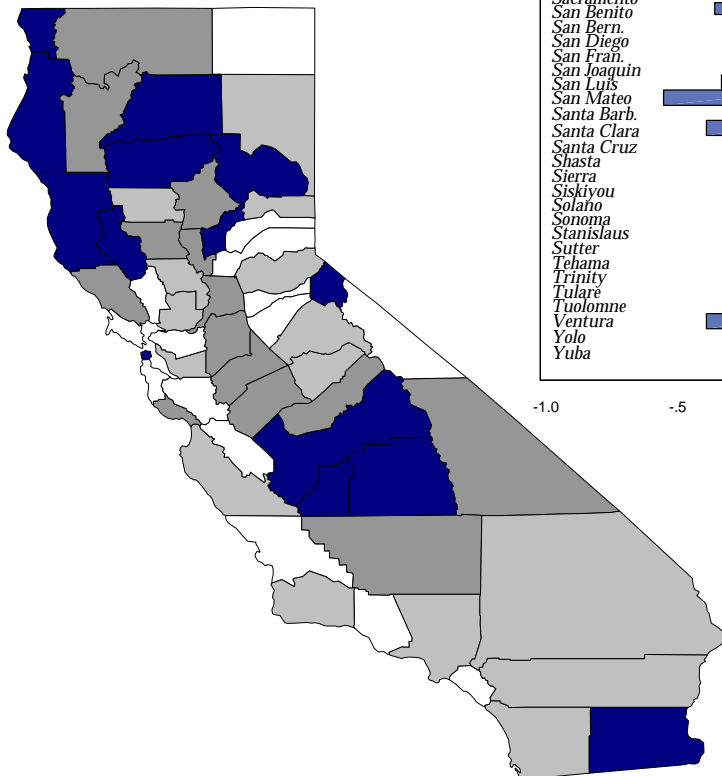 Sacramento
San Benito
San Bern.
San Diego
San Fran.
San Joaquin
San Luis
San Mateo
Santa Barb.
Santa Clara
Santa Cruz
Shasta
Sierra
Siskiyou
Solano
Sonoma
Stanislaus
Sutter
Tehama
Trinity
Tulare
Tuolomne
Ventura
Yolo
Yuba
-1.0 -.5